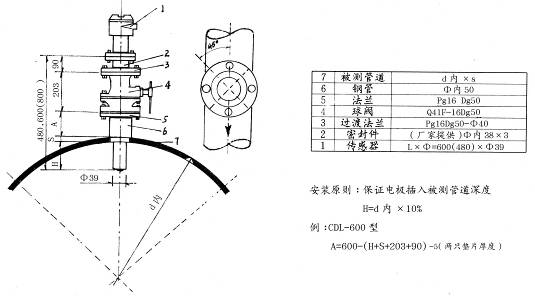 1
2
3
4
5
6
7
90
203
480,600(800)
A
S
H
Φ39
d内
45°
7 被测管道 d内×s
6 钢管 Φ内50
5 法兰 Pg16 Dg50
4 球阀 Q41F-16Dg50
3 过渡法兰 Pg16Dg50-Φ40
2 密封件 (厂家提供)Φ内38×3
1 传感器 L×Φ=600(480)×Φ39
安装原则:保证电极插入被测管道深度
H=d内×10%
例:CDL-600型
A=600-(H+S+203+90)-5(两只垫片厚度)